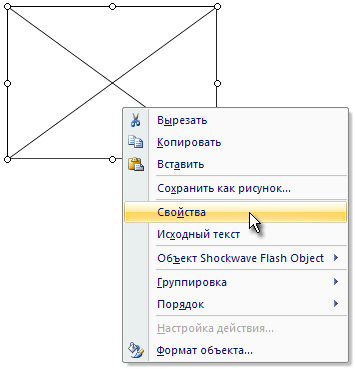 Вырезать
Копировать
Вставить
Сохранить как рисунок...
Свойства
Исходный текст
Объект Shockwave Flash Object
Группировка
Порядок
Настройка действия...
Формат объекта...